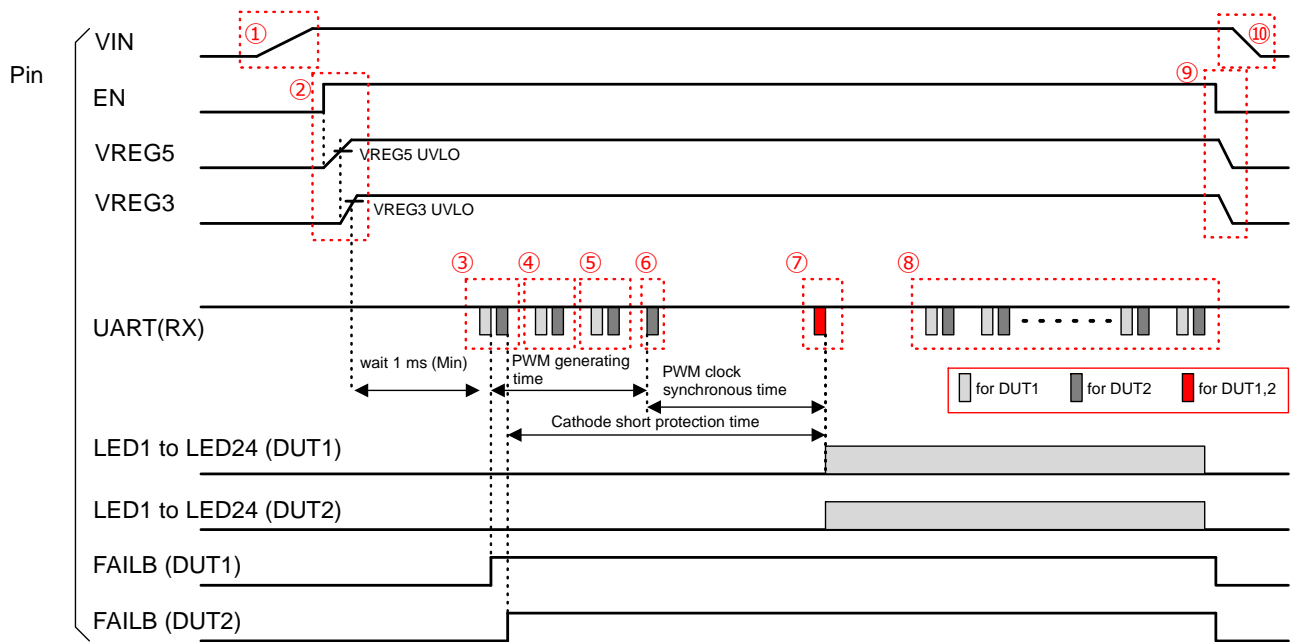 Pin
VIN
①
⑩
EN
②
⑨
VREG5
VREG5 UVLO
VREG3
VREG3 UVLO
③
④
⑤
⑥
⑦
⑧
UART(RX)
wait 1 ms (Min)
PWM generating
time
PWM clock
synchronous time
for DUT1
for DUT2
for DUT1,2
Cathode short protection time
LED1 to LED24 (DUT1)
LED1 to LED24 (DUT2)
FAILB (DUT1)
FAILB (DUT2)